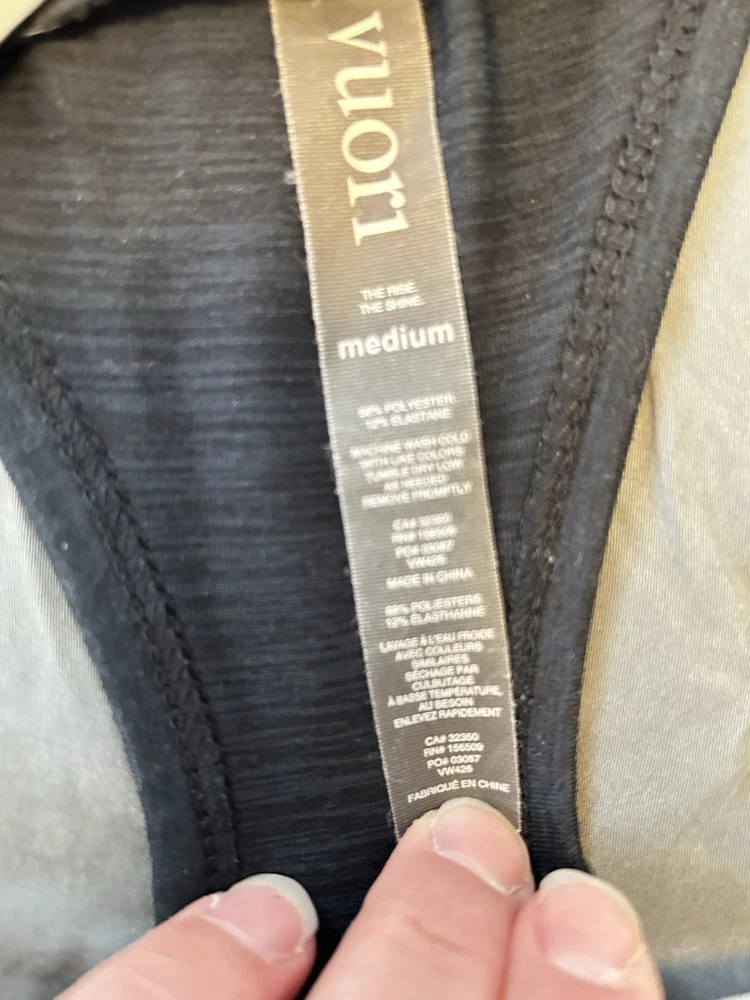 vuori
THE RISE.
THE SHINE.
medium
88% POLYESTER
12% ELASTANE
MACHINE WASH COLD
WITH LIKE COLORS
TUMBLE DRY LOW
AS NEEDED
REMOVE PROMPTLY
CA# 32350
RN# 156509
PO# 03087
VW426
MADE IN CHINA
88% POLIESTERS
12% ELASTHANNE
LAVAGE À L'EAU FROIDE
AVEC COULEURS
SIMILAIRES
SÉCHAGE PAR
CULBUTAGE
À BASSE TEMPÉRATURE,
AU BESOIN
ENLEVEZ RAPIDEMENT
CA# 32350
RN# 156509
PO# 03087
VW426
FABRIQUÉ EN CHINE